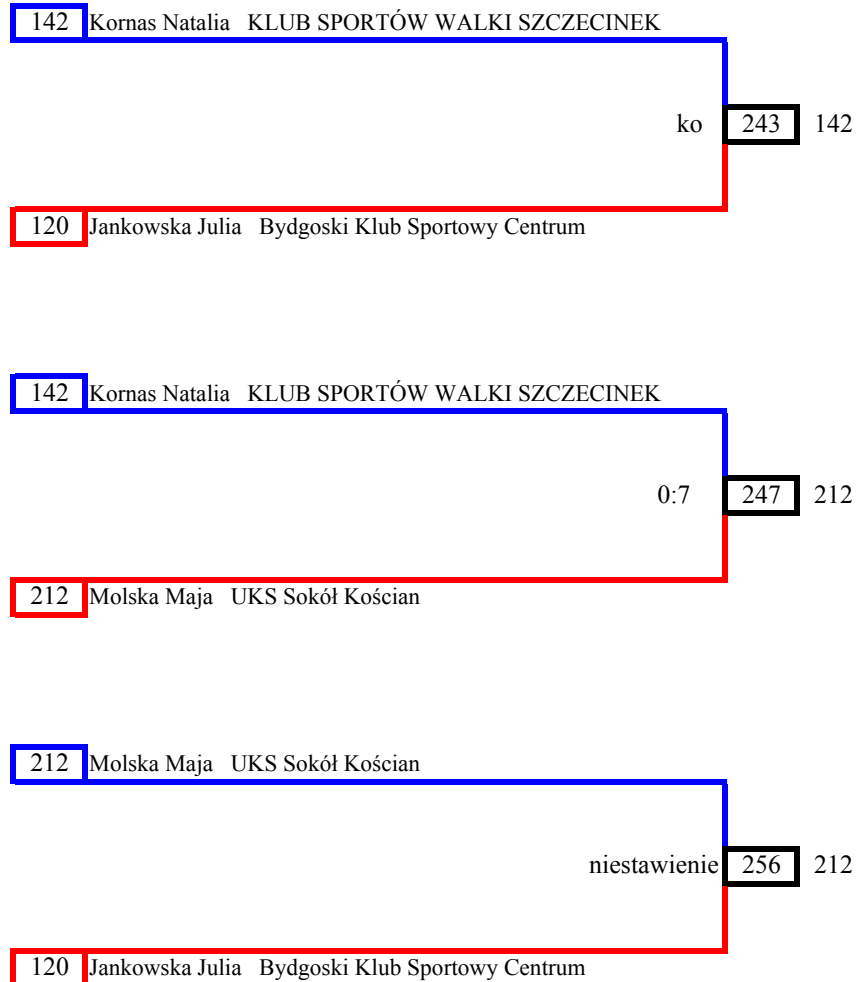 142 Kornas Natalia KLUB SPORTÓW WALKI SZCZECINEK
ko 243 142
120 Jankowska Julia Bydgoski Klub Sportowy Centrum
142 Kornas Natalia KLUB SPORTÓW WALKI SZCZECINEK
0:7 247 212
212 Molska Maja UKS Sokół Kościan
212 Molska Maja UKS Sokół Kościan
niestawienie 256 212
120 Jankowska Julia Bydgoski Klub Sportowy Centrum